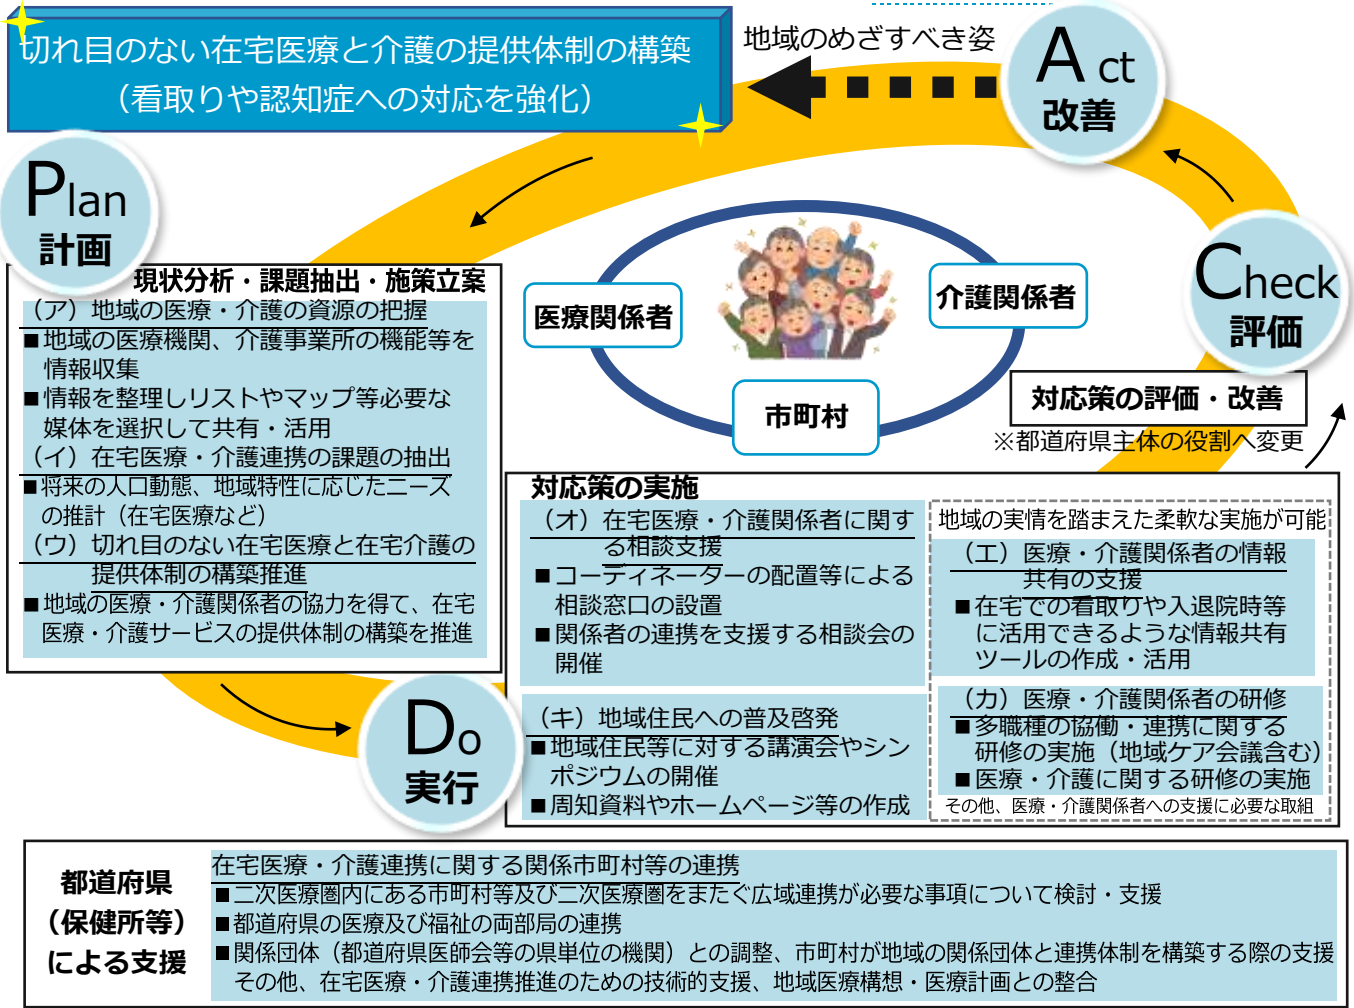 切れ目のない在宅医療と介護の提供体制の構築
（看取りや認知症への対応を強化）
地域のめざすべき姿
Act
改善
Plan
計画
現状分析・課題抽出・施策立案
（ア）地域の医療・介護の資源の把握
■地域の医療機関、介護事業所の機能等を
情報収集
■情報を整理しリストやマップ等必要な
媒体を選択して共有・活用
（イ）在宅医療・介護連携の課題の抽出
■将来の人口動態、地域特性に応じたニーズ
の推計（在宅医療など）
（ウ）切れ目のない在宅医療と在宅介護の
提供体制の構築推進
■地域の医療・介護関係者の協力を得て、在宅
医療・介護サービスの提供体制の構築を推進
医療関係者
介護関係者
市町村
Check
評価
対応策の評価・改善
※都道府県主体の役割へ変更
Do
実行
対応策の実施
（オ）在宅医療・介護関係者に関す
る相談支援
■コーディネーターの配置等による
相談窓口の設置
■関係者の連携を支援する相談会の
開催
（キ）地域住民への普及啓発
■地域住民等に対する講演会やシン
ポジウムの開催
■周知資料やホームページ等の作成
地域の実情を踏まえた柔軟な実施が可能
（エ）医療・介護関係者の情報
共有の支援
■在宅での看取りや入退院時等
に活用できるような情報共有
ツールの作成・活用
（カ）医療・介護関係者の研修
■多職種の協働・連携に関する
研修の実施（地域ケア会議含む）
■医療・介護に関する研修の実施
その他、医療・介護関係者への支援に必要な取組
都道府県
（保健所等）
による支援
在宅医療・介護連携に関する関係市町村等の連携
■二次医療圏内にある市町村等及び二次医療圏をまたぐ広域連携が必要な事項について検討・支援
■都道府県の医療及び福祉の両部局の連携
■関係団体（都道府県医師会等の県単位の機関）との調整、市町村が地域の関係団体と連携体制を構築する際の支援
その他、在宅医療・介護連携推進のための技術的支援、地域医療構想・医療計画との整合